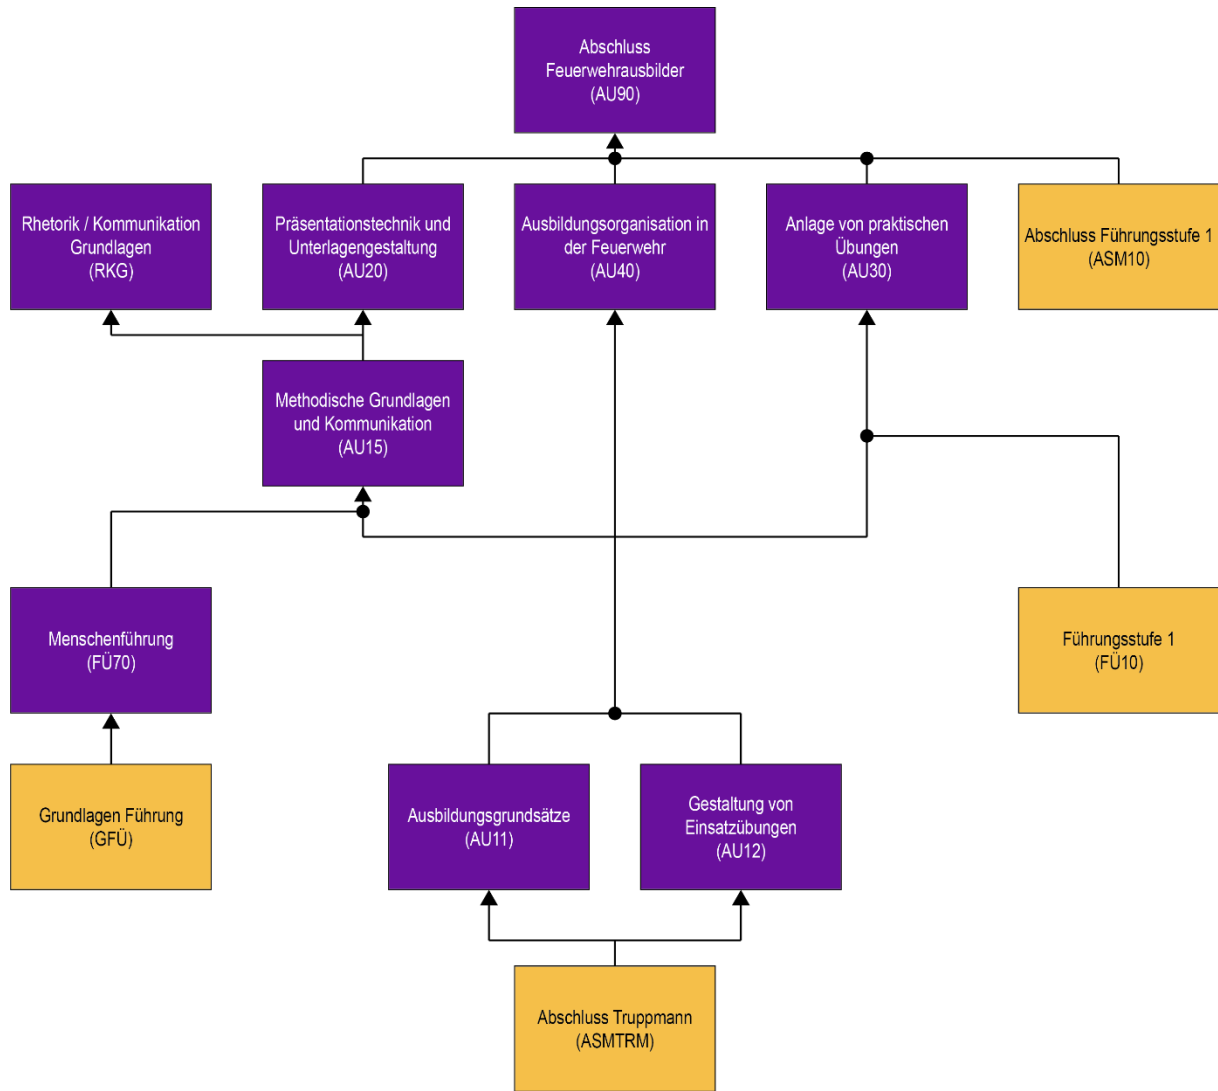 Abschluss
Feuerwehrausbilder
(AU90)
Rhetorik / Kommunikation
Grundlagen
(RKG)
Präsentationstechnik und
Unterlagengestaltung
(AU20)
Ausbildungsorganisation in
der Feuerwehr
(AU40)
Anlage von praktischen
Übungen
(AU30)
Abschluss Führungsstufe 1
(ASM10)
Methodische Grundlagen
und Kommunikation
(AU15)
Menschenführung
(FÜ70)
Führungsstufe 1
(FÜ10)
Grundlagen Führung
(GFÜ)
Ausbildungsgrundsätze
(AU11)
Gestaltung von
Einsatzübungen
(AU12)
Abschluss Truppmann
(ASMTRM)